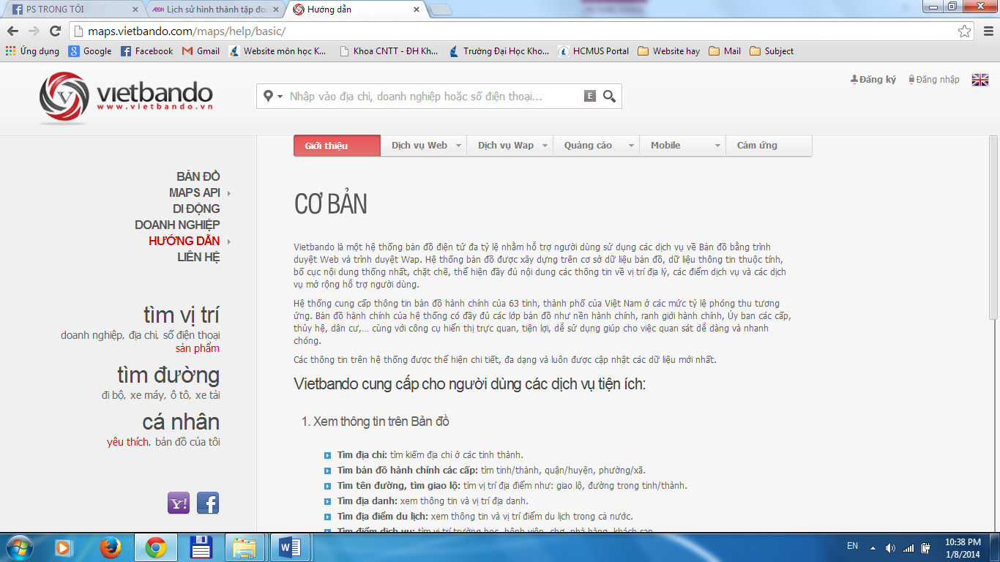 PS TRONG TÔI
AEON Lịch sử hình thành tập đoà
Hướng dẫn
maps.vietbando.com/maps/help/basic/
Ứng dụng
Google
Facebook
Gmail
Website môn học K...
Khoa CNTT - ĐH Kh...
Trường Đại Học Kho...
HCMUS Portal
Website hay
Mail
Subject
V
vietbando
www.vietbando.vn
Nhập vào địa chỉ, doanh nghiệp hoặc số điện thoại...
E
Đăng ký
Đăng nhập
Giới thiệu
Dịch vụ Web
Dịch vụ Wap
Quảng cáo
Mobile
Cảm ứng
BẢN ĐỒ
MAPS API
DI ĐỘNG
DOANH NGHIỆP
HƯỚNG DẪN
LIÊN HỆ
tìm vị trí
doanh nghiệp, địa chỉ, số điện thoại
sản phẩm
tìm đường
đi bộ, xe máy, ô tô, xe tải
cá nhân
yêu thích, bản đồ của tôi
Y!
f
CƠ BẢN
Vietbando là một hệ thống bản đồ điện tử đa tỷ lệ nhằm hỗ trợ người dùng sử dụng các dịch vụ về Bản đồ bằng trình
duyệt Web và trình duyệt Wap. Hệ thống bản đồ được xây dựng trên cơ sở dữ liệu bản đồ, dữ liệu thông tin thuộc tính,
bố cục nội dung thống nhất, chặt chẽ, thể hiện đầy đủ nội dung các thông tin về vị trí địa lý, các điểm dịch vụ và các dịch
vụ mở rộng hỗ trợ người dùng.
Hệ thống cung cấp thông tin bản đồ hành chính của 63 tỉnh, thành phố của Việt Nam ở các mức tỷ lệ phóng thu tương
ứng. Bản đồ hành chính của hệ thống có đầy đủ các lớp bản đồ như nền hành chính, ranh giới hành chính, Ủy ban các cấp,
thủy hệ, dân cư,... cùng với công cụ hiển thị trực quan, tiện lợi, dễ sử dụng giúp cho việc quan sát dễ dàng và nhanh
chóng.
Các thông tin trên hệ thống được thể hiện chi tiết, đa dạng và luôn được cập nhật các dữ liệu mới nhất.
Vietbando cung cấp cho người dùng các dịch vụ tiện ích:
1. Xem thông tin trên Bản đồ
Tìm địa chỉ: tìm kiếm địa chỉ ở các tỉnh thành.
Tìm bản đồ hành chính các cấp: tìm tỉnh/thành, quận/huyện, phường/xã.
Tìm tên đường, tìm giao lộ: tìm vị trí địa điểm như: giao lộ, đường trong tỉnh/thành.
Tìm địa danh: xem thông tin và vị trí địa danh.
Tìm địa điểm du lịch: xem thông tin và vị trí điểm du lịch trong cả nước.
Tìm điểm dịch vụ: tìm vị trí trường học, bệnh viện, chợ, nhà hàng, khách sạn
EN
10:38 PM
1/8/2014